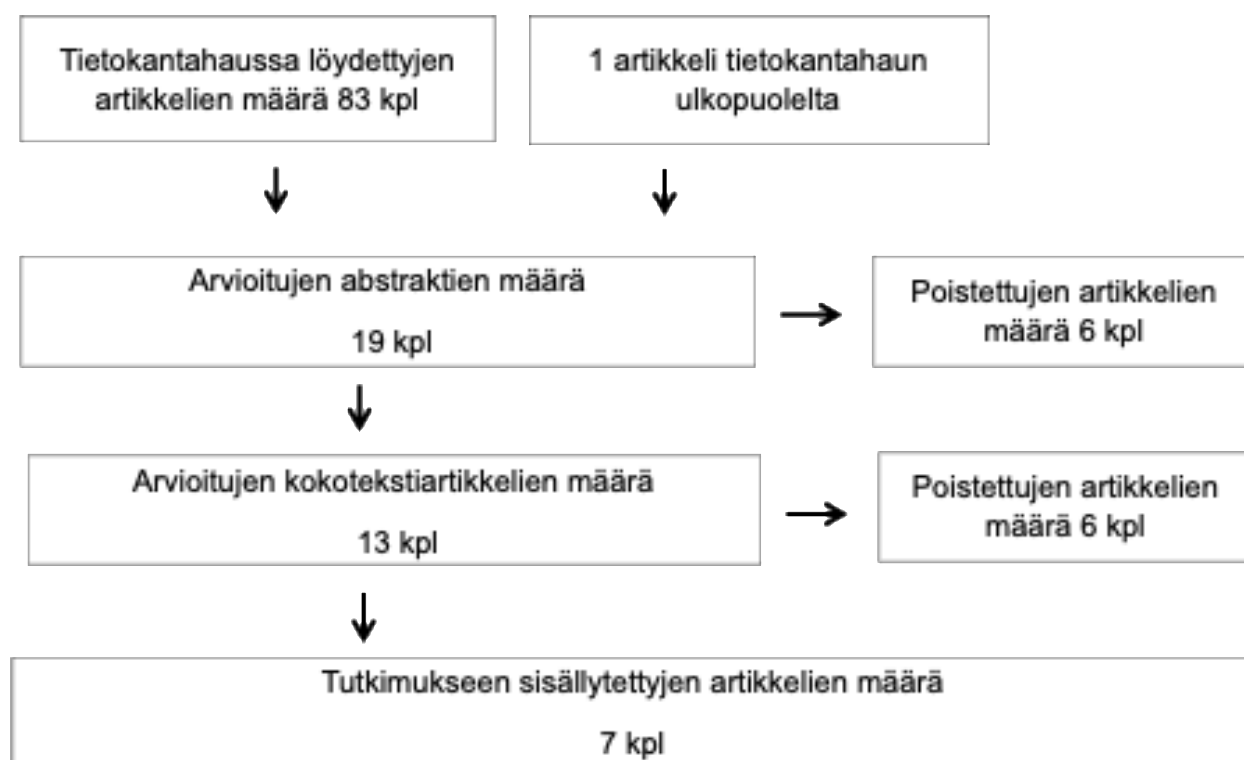 Tietokantahaussa löydettyjen
artikkelien määrä 83 kpl
1 artikkeli tietokantahaun
ulkopuolelta
Arvioitujen abstraktien määrä
19 kpl
Poistettujen artikkelien
määrä 6 kpl
Arvioitujen kokotekstiartikkelien määrä
13 kpl
Poistettujen artikkelien
määrä 6 kpl
Tutkimukseen sisällytettyjen artikkelien määrä
7 kpl